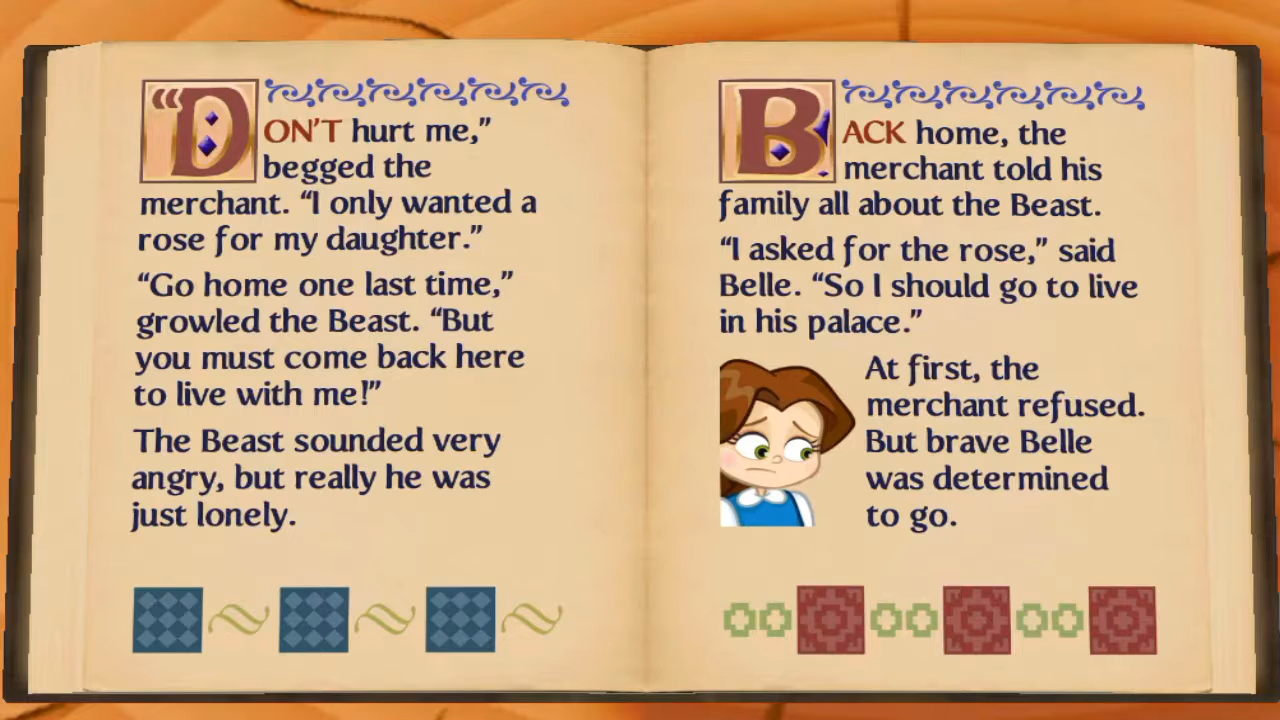 “DON’T hurt me,”
begged the
merchant. “I only wanted a
rose for my daughter.”
“Go home one last time,”
growled the Beast. “But
you must come back here
to live with me!”
The Beast sounded very
angry, but really he was
just lonely.
BACK home, the
merchant told his
family all about the Beast.
“I asked for the rose,” said
Belle. “So I should go to live
in his palace.”
At first, the
merchant refused.
But brave Belle
was determined
to go.